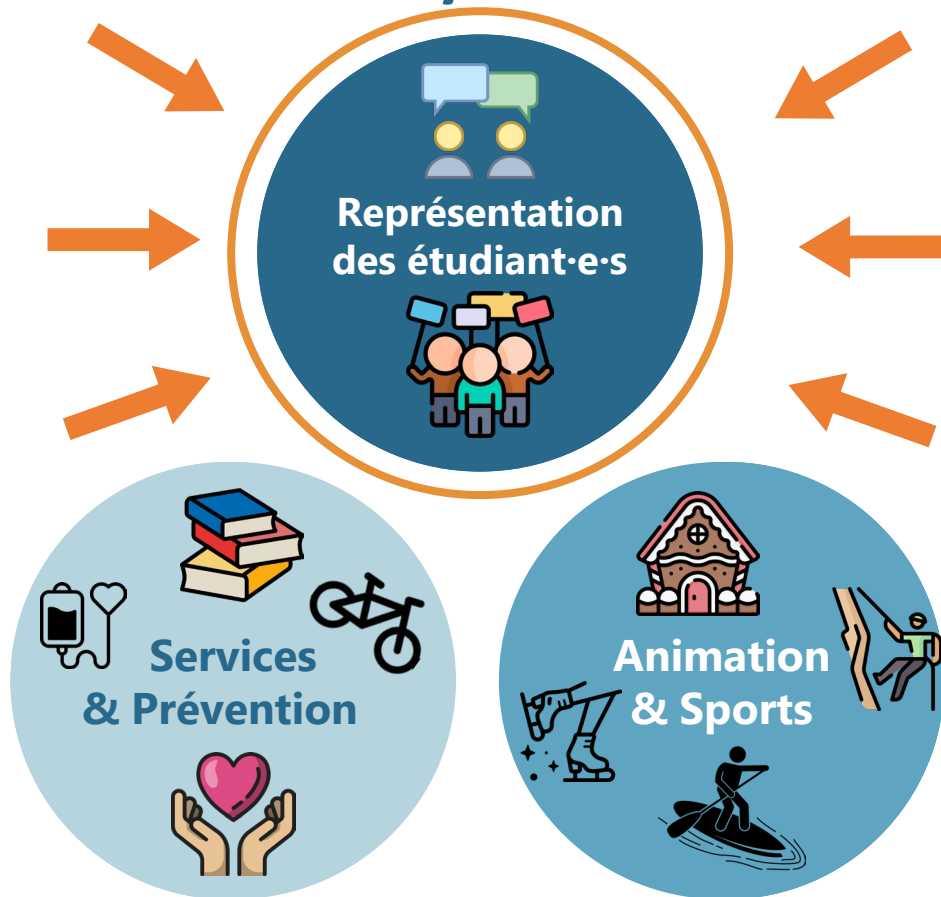 Représentation
des étudiant·e·s
Services
& Prévention
Animation
& Sports